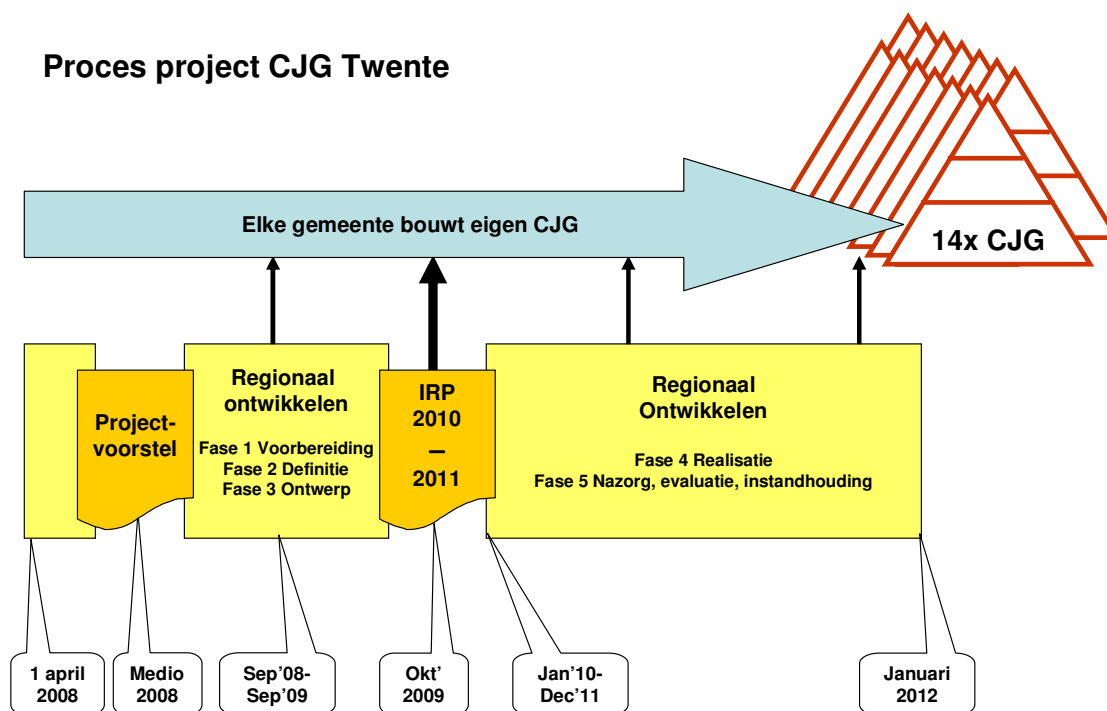 Proces project CJG Twente
Elke gemeente bouwt eigen CJG
14x CJG
Project-
voorstel
Regionaal
ontwikkelen
Fase 1 Voorbereiding
Fase 2 Definitie
Fase 3 Ontwerp
IRP
2010
–
2011
Regionaal
Ontwikkelen
Fase 4 Realisatie
Fase 5 Nazorg, evaluatie, instandhouding
1 april
2008
Medio
2008
Sep'08-
Sep'09
Okt'
2009
Jan'10-
Dec'11
Januari
2012